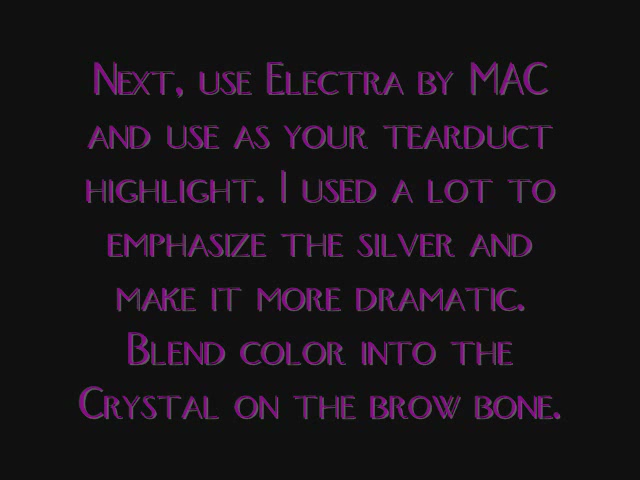 Next, use Electra by MAC
and use as your tearduct
highlight. I used a lot to
emphasize the silver and
make it more dramatic.
Blend color into the
Crystal on the brow bone.